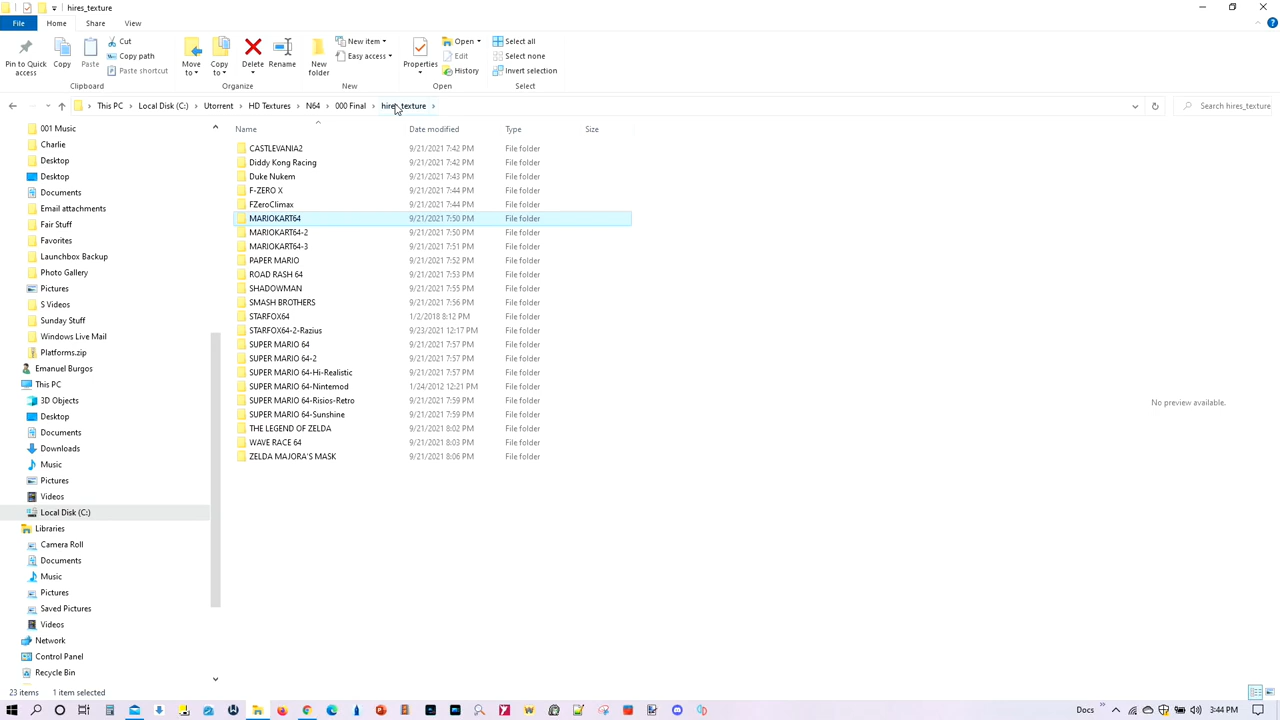 hires_texture
File
Home
Share
View
Pin to Quick access
Copy
Paste
Cut
Copy path
Paste shortcut
Clipboard
Move to
Copy to
Delete
Rename
Organize
New folder
New item
Easy access
New
Properties
Open
Edit
History
Open
Select all
Select none
Invert selection
Select
This PC > Local Disk (C:) > Utorrent > HD Textures > N64 > 000 Final > hires_texture >
Search hires_texture
Name Date modified Type Size
001 Music
Charlie
Desktop
Desktop
Documents
Email attachments
Fair Stuff
Favorites
Launchbox Backup
Photo Gallery
Pictures
S Videos
Sunday Stuff
Windows Live Mail
Platforms.zip
Emanuel Burgos
This PC
3D Objects
Desktop
Documents
Downloads
Music
Pictures
Videos
Local Disk (C:)
Libraries
Camera Roll
Documents
Music
Pictures
Saved Pictures
Videos
Network
Control Panel
Recycle Bin
CASTLEVANIA2 9/21/2021 7:42 PM File folder
Diddy Kong Racing 9/21/2021 7:42 PM File folder
Duke Nukem 9/21/2021 7:43 PM File folder
F-ZERO X 9/21/2021 7:44 PM File folder
FZeroClimax 9/21/2021 7:44 PM File folder
MARIOKART64 9/21/2021 7:50 PM File folder
MARIOKART64-2 9/21/2021 7:50 PM File folder
MARIOKART64-3 9/21/2021 7:51 PM File folder
PAPER MARIO 9/21/2021 7:52 PM File folder
ROAD RASH 64 9/21/2021 7:53 PM File folder
SHADOWMAN 9/21/2021 7:55 PM File folder
SMASH BROTHERS 9/21/2021 7:56 PM File folder
STARFOX64 1/2/2018 8:12 PM File folder
STARFOX64-2-Razius 9/23/2021 12:17 PM File folder
SUPER MARIO 64 9/21/2021 7:57 PM File folder
SUPER MARIO 64-2 9/21/2021 7:57 PM File folder
SUPER MARIO 64-Hi-Realistic 9/21/2021 7:57 PM File folder
SUPER MARIO 64-Nintemod 1/24/2012 12:21 PM File folder
SUPER MARIO 64-Risios-Retro 9/21/2021 7:59 PM File folder
SUPER MARIO 64-Sunshine 9/21/2021 7:59 PM File folder
THE LEGEND OF ZELDA 9/21/2021 8:02 PM File folder
WAVE RACE 64 9/21/2021 8:03 PM File folder
ZELDA MAJORA'S MASK 9/21/2021 8:06 PM File folder
No preview available.
23 items 1 item selected
Docs
3:44 PM